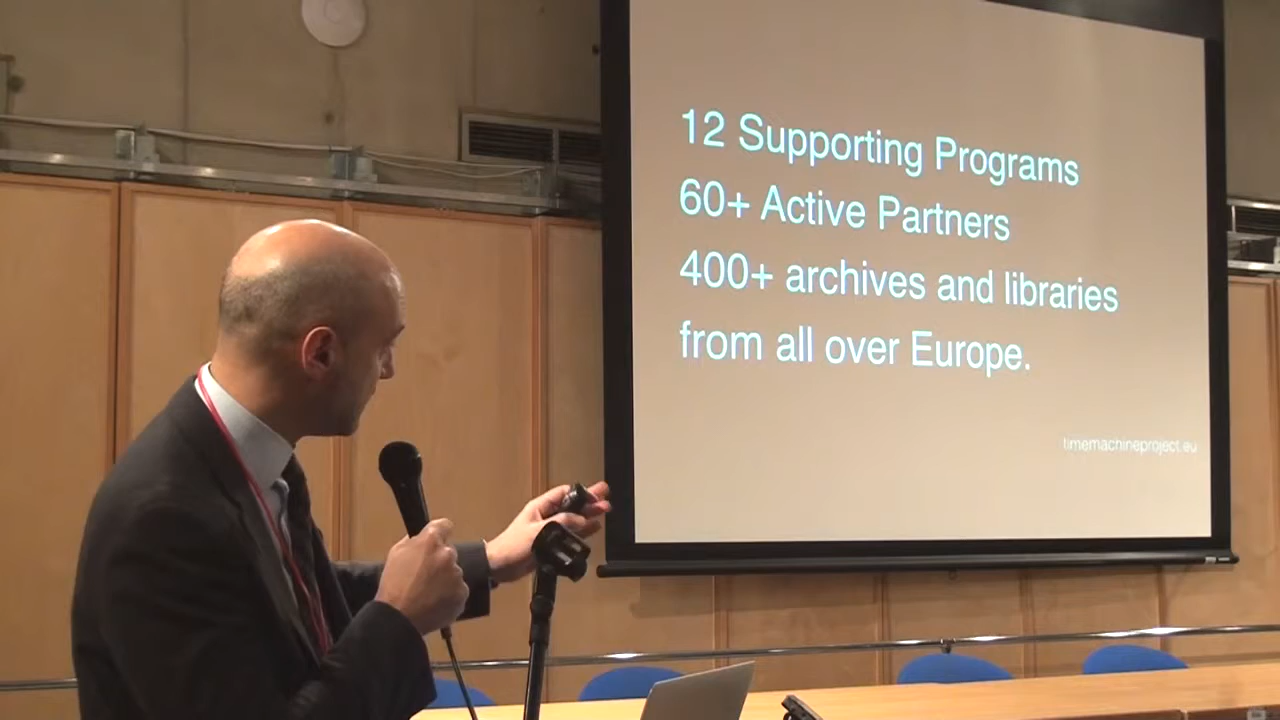 12 Supporting Programs
60+ Active Partners
400+ archives and libraries
from all over Europe.
timemachineproject.eu